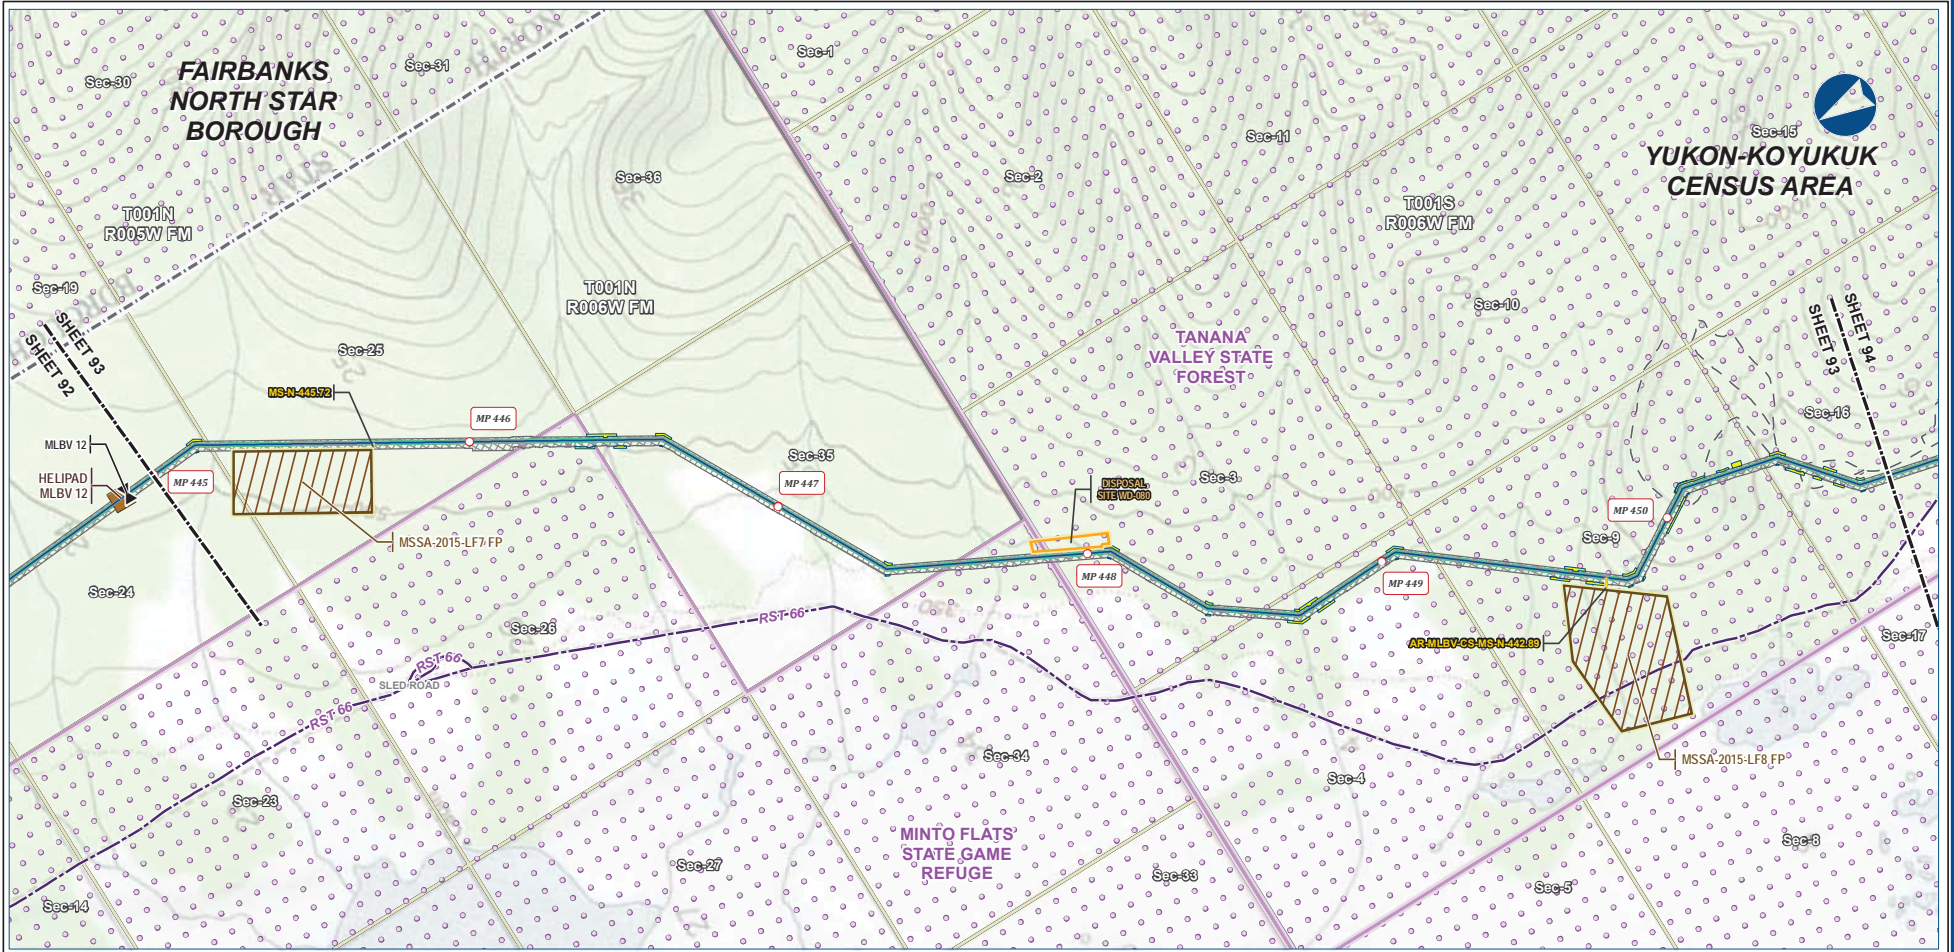 Sec-30
FAIRBANKS
NORTH STAR
BOROUGH
Sec-31
NORTH
STAR
BOROUGH
Sec-1
Sec-36
Sec-2
Sec-11
Sec-15
YUKON-KOYUKUK
CENSUS AREA
T001N
R005W FM
T001N
R006W FM
T001S
R006W FM
Sec-19
SHEET 93
SHEET 92
Sec-25
MS-N-445.72
MP 446
Sec-10
TANANA
VALLEY STATE
FOREST
SHEET 94
SHEET 93
Sec-16
MLBV 12
HELIPAD
MLBV 12
MP 445
Sec-35
MP 447
Sec-3
DISPOSAL
SITE WD-080
MP 450
Sec-9
MSSA-2015-LF7 FP
MP 448
MP 449
Sec-24
350
RST 66
Sec-26
RST 66
SLED ROAD
RST 66
AR-MLBV-CS-MS-N-442.89
Sec-17
Sec-34
Sec-4
MSSA-2015-LF8 FP
Sec-23
MINTO FLATS
STATE GAME
REFUGE
Sec-27
Sec-33
Sec-8
Sec-5
Sec-14